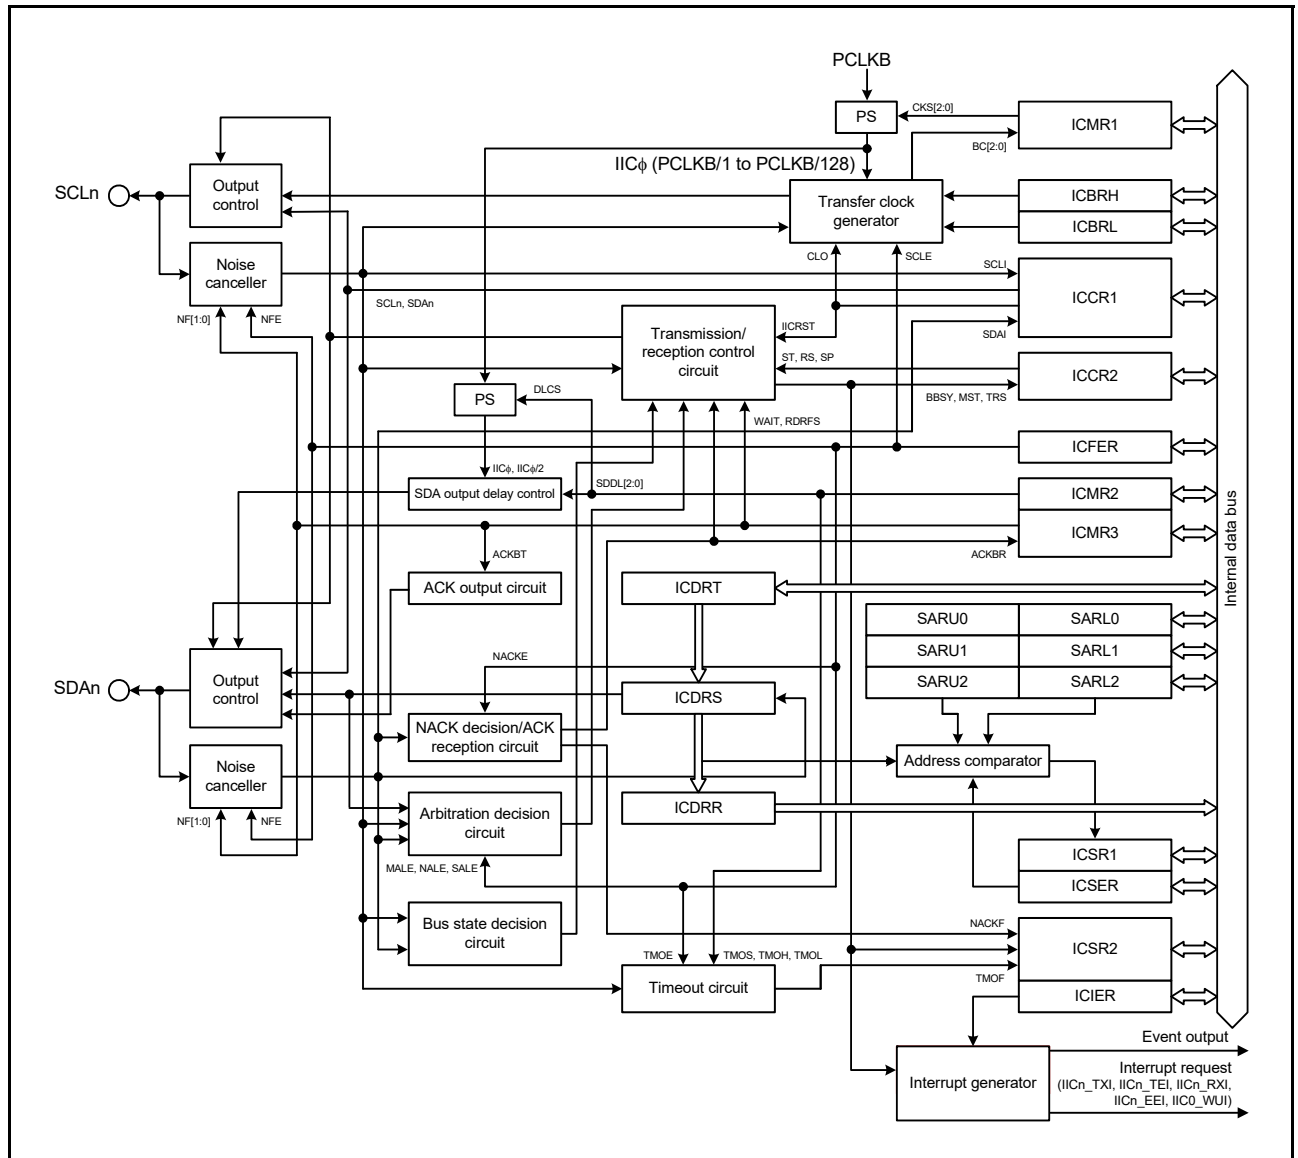 PCLKB
PS
CKS[2:0]
ICMR1
BC[2:0]
IICϕ (PCLKB/1 to PCLKB/128)
SCLn
Output
control
Transfer clock
generator
ICBRH
ICBRL
Noise
canceller
CLO
SCLE
SCLI
ICCR1
SCLn, SDAn
NF[1:0]
NFE
Transmission/
reception control
circuit
IICRST
SDAI
ST, RS, SP
ICCR2
BBSY, MST, TRS
PS
DLCS
WAIT, RDRFS
ICFER
IICϕ, IICϕ/2
SDA output delay control
SDDL[2:0]
ICMR2
ICMR3
ACKBT
ACKBR
ACK output circuit
ICDRT
Internal data bus
SARU0
SARL0
SARU1
SARL1
SARU2
SARL2
NACKE
SDAn
Output
control
ICDRS
NACK decision/ACK
reception circuit
Address comparator
Noise
canceller
NF[1:0]
NFE
Arbitration decision
circuit
ICDRR
MALE, NALE, SALE
ICSR1
ICSER
Bus state decision
circuit
NACKF
ICSR2
TMOE
TMOS, TMOH, TMOL
TMOF
Timeout circuit
ICIER
Event output
Interrupt generator
Interrupt request
(IICn_TXI, IICn_TEI, IICn_RXI,
IICn_EEI, IIC0_WUI)